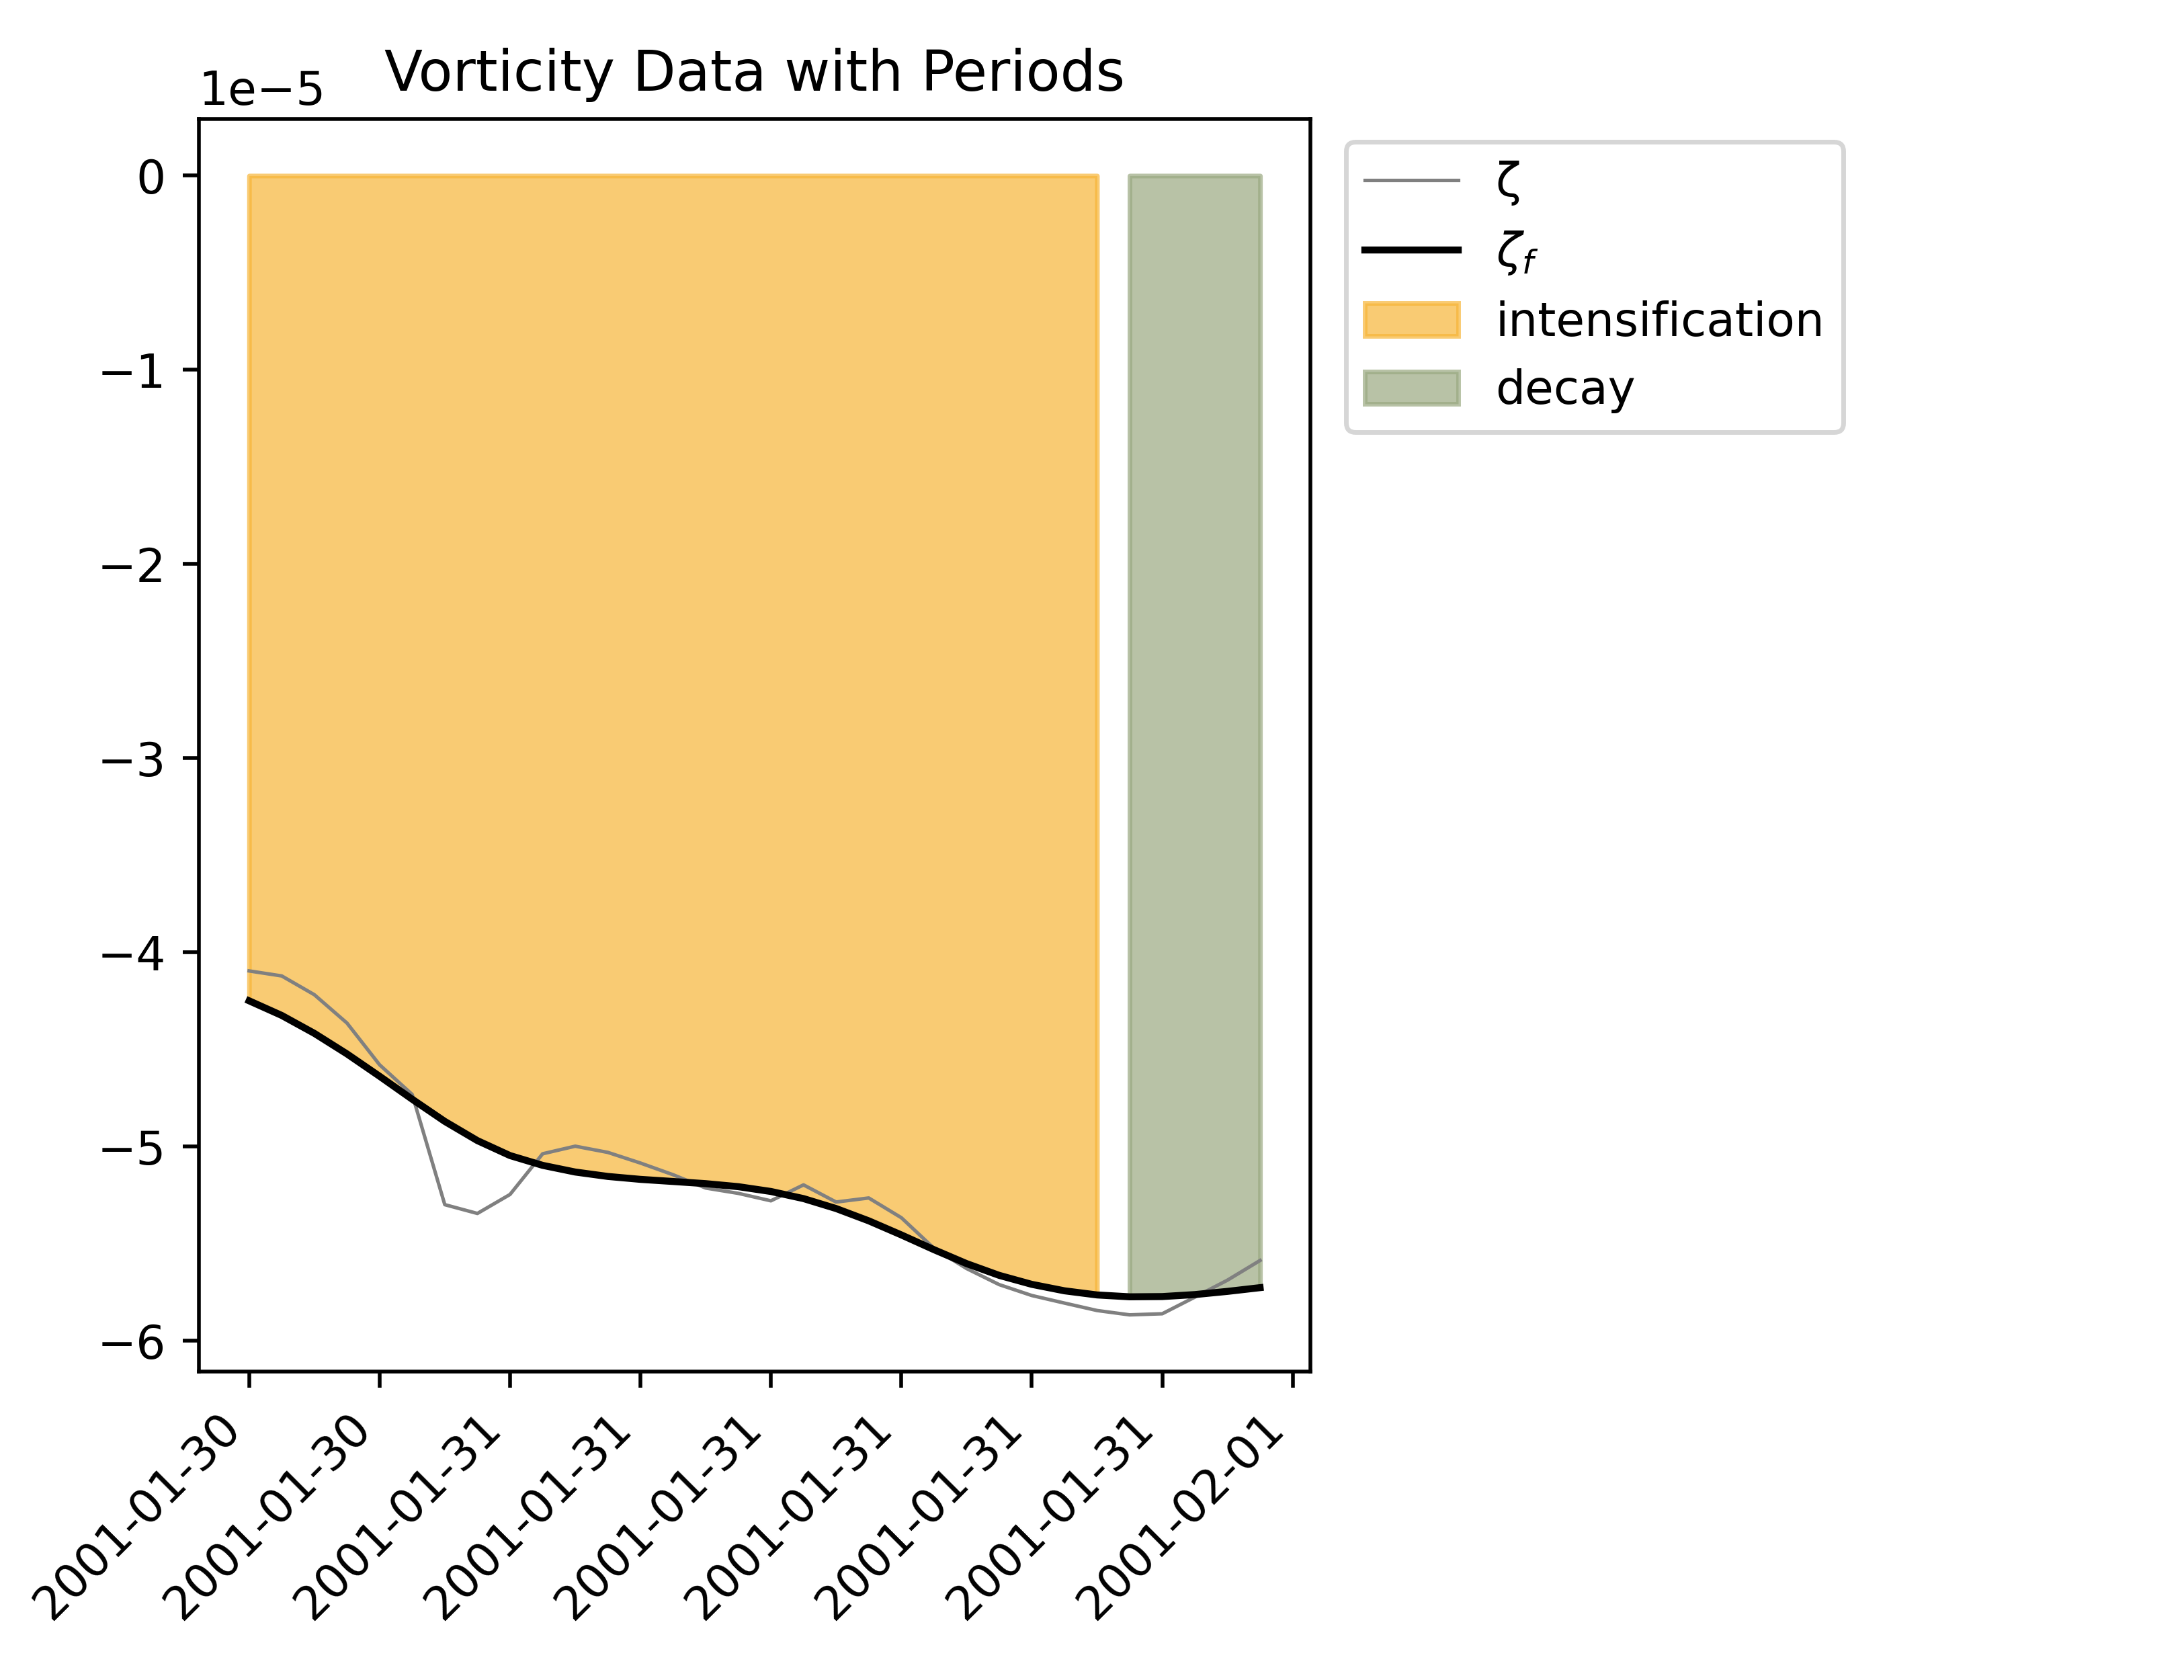 Vorticity Data with Periods
1e−5
0
−1
−2
−3
−4
−5
−6
2001-01-30
2001-01-30
2001-01-31
2001-01-31
2001-01-31
2001-01-31
2001-01-31
2001-01-31
2001-02-01
ζ
ζf
intensification
decay